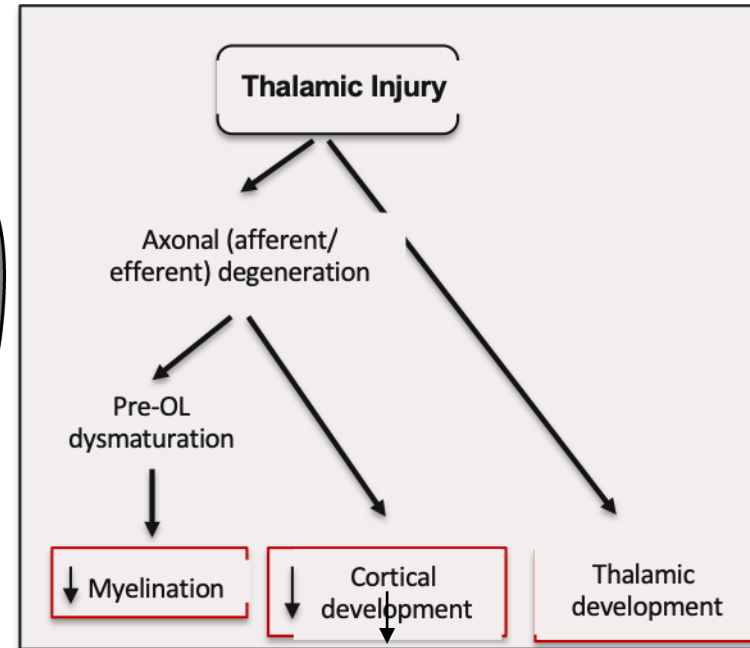 Thalamic Injury
Axonal (afferent/
efferent) degeneration
Pre-OL
dysmaturation
Myelination
Cortical
development
Thalamic
development